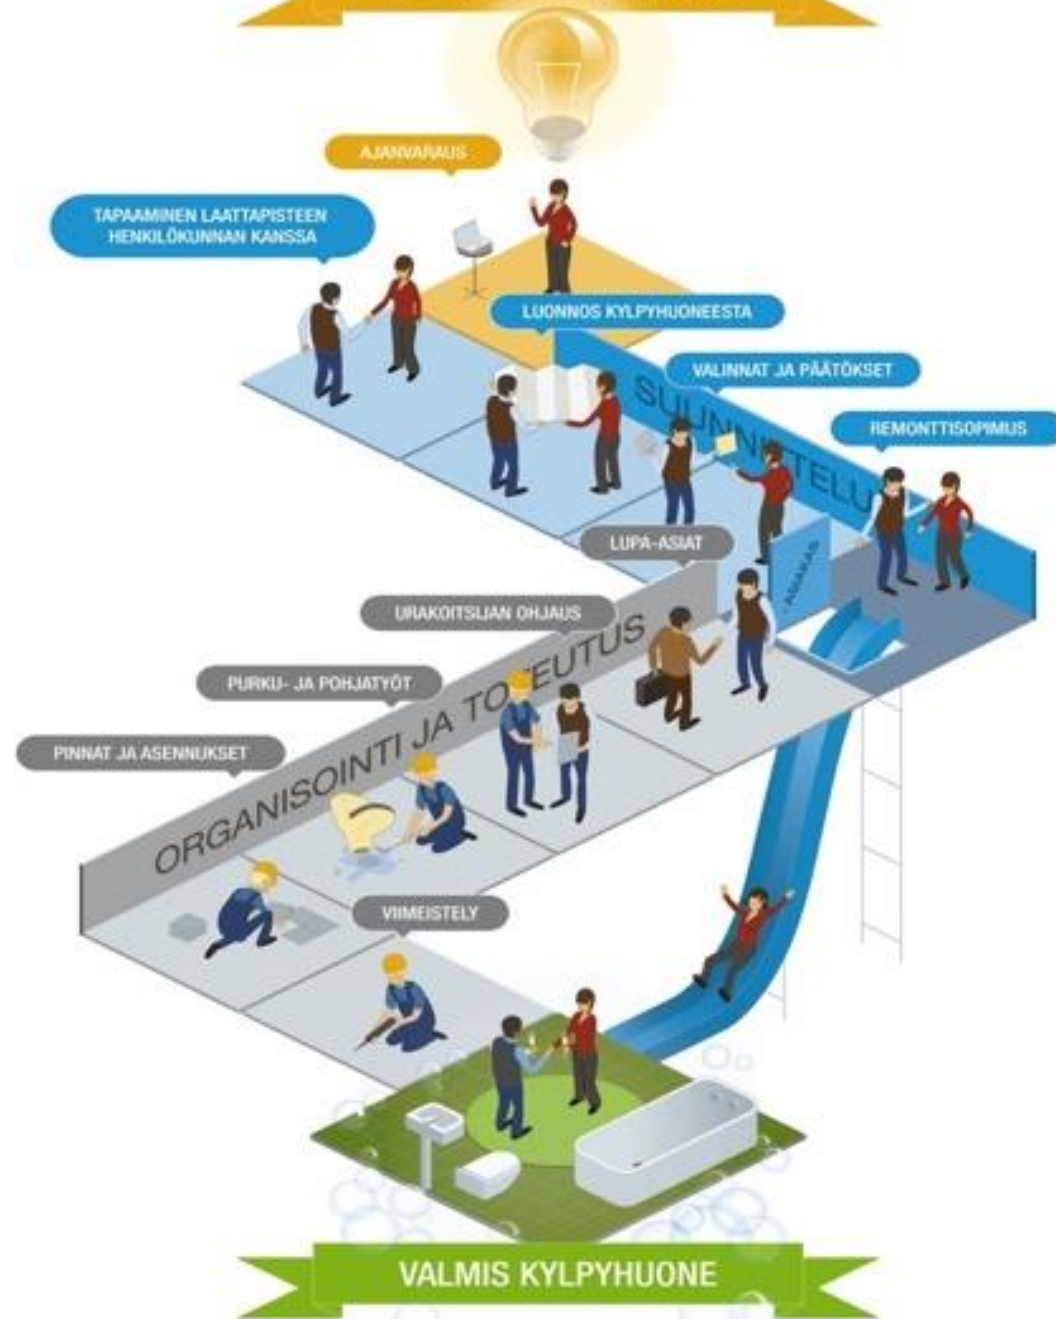 AJANVARAUS
TAPAAMINEN LAATTAPISTEEN
HENKILÖKUNNAN KANSSA
LUONNOS KYLPYHUONEESTA
VALINNAT JA PÄÄTÖKSET
SUUNNITTELU
REMONTTISOPIMUS
LUPA-ASIAT
ASIAKAS
URAKOITSIJAN OHJAUS
PURKU- JA POHJATYÖT
PINNAT JA ASENNUKSET
ORGANISOINTI JA TOTEUTUS
VIIMEISTELY
VALMIS KYLPYHUONE